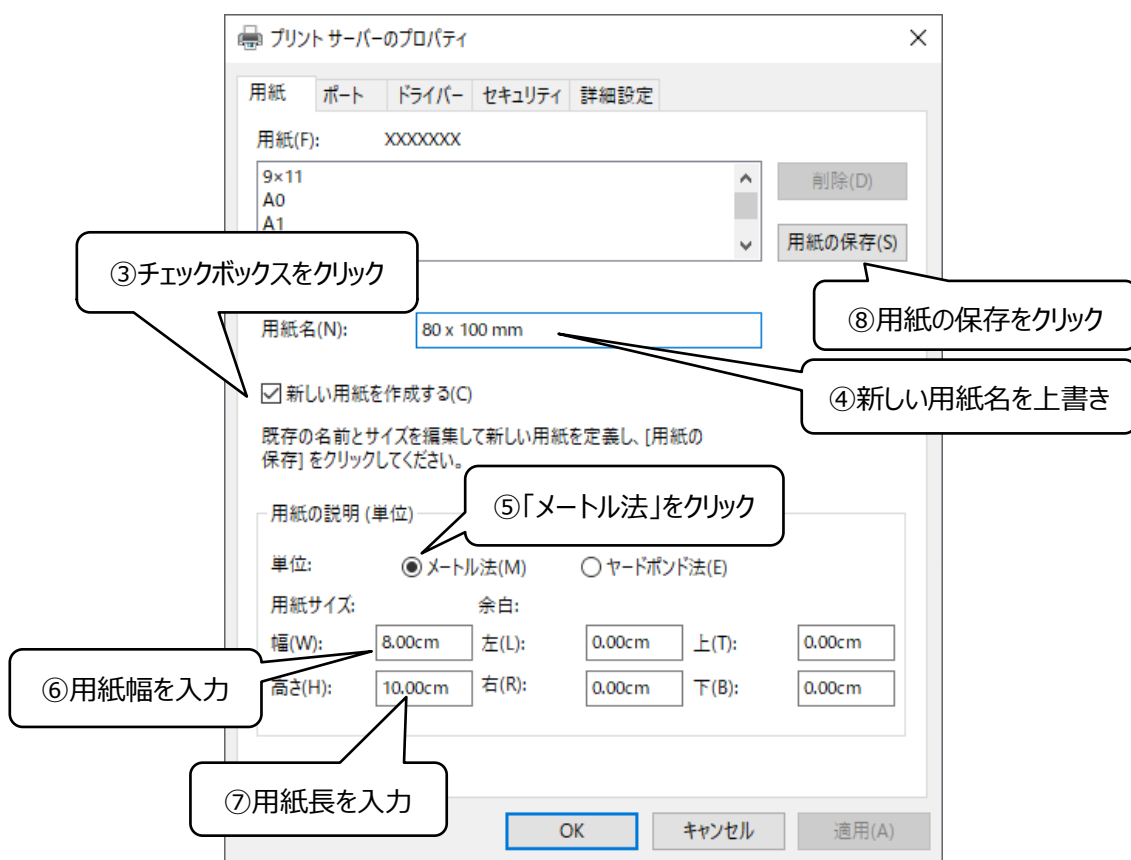 プリント サーバーのプロパティ
用紙 ポート ドライバー セキュリティ 詳細設定
用紙(F): XXXXXXX
9×11
A0
A1
削除(D)
用紙の保存(S)
③チェックボックスをクリック
⑧用紙の保存をクリック
用紙名(N): 80 x 100 mm
④新しい用紙名を上書き
新しい用紙を作成する(C)
既存の名前とサイズを編集して新しい用紙を定義し、[用紙の
保存] をクリックしてください。
⑤「メートル法」をクリック
用紙の説明 (単位)
単位: メートル法(M) ヤードポンド法(E)
用紙サイズ: 余白:
幅(W): 8.00cm 左(L): 0.00cm 上(T): 0.00cm
⑥用紙幅を入力
高さ(H): 10.00cm 右(R): 0.00cm 下(B): 0.00cm
⑦用紙長を入力
OK キャンセル 適用(A)